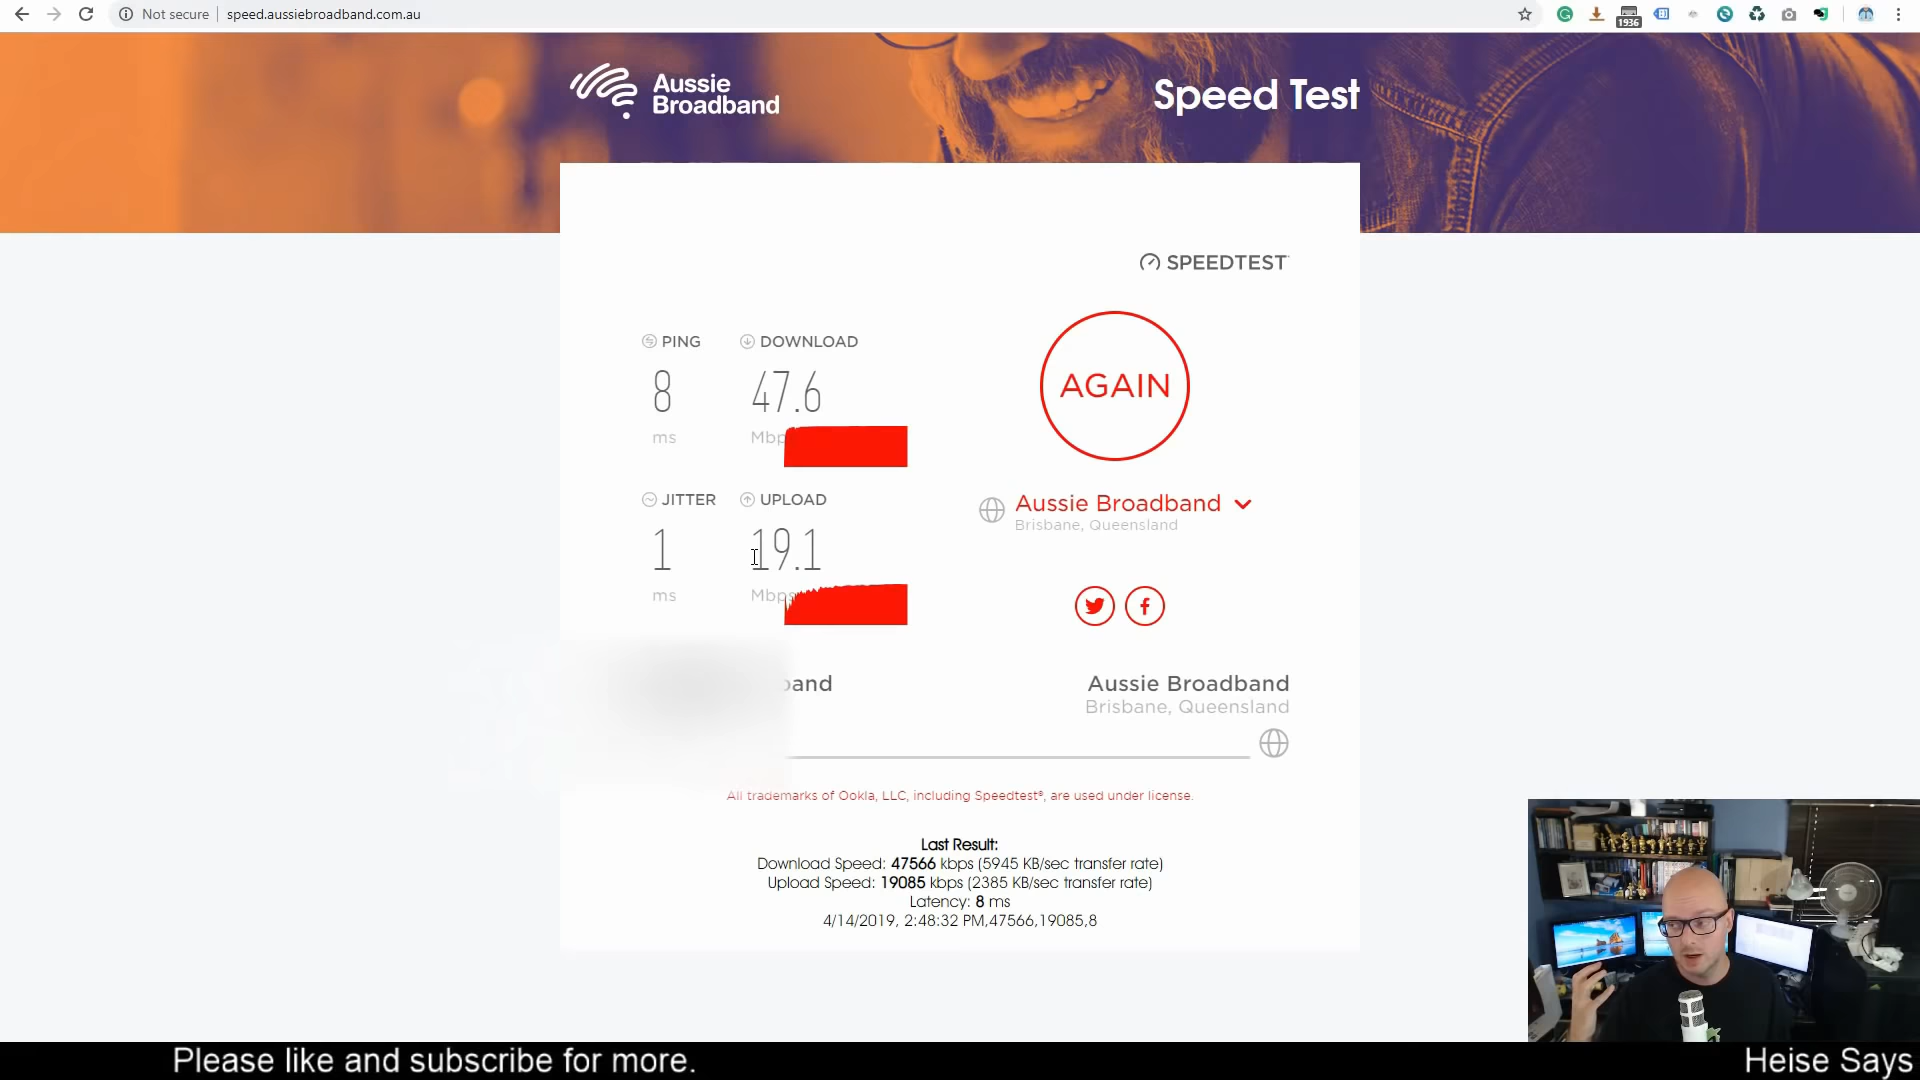 Not secure
speed.aussiebroadband.com.au
1936
Aussie
Broadband
Speed Test
SPEEDTEST
PING
DOWNLOAD
8
47.6
ms
Mbp
AGAIN
JITTER
UPLOAD
1
19.1
ms
Mbps
Aussie Broadband
Brisbane, Queensland
band
Aussie Broadband
Brisbane, Queensland
All trademarks of Ookla, LLC, including Speedtest®, are used under license.
Last Result:
Download Speed: 47566 kbps (5945 KB/sec transfer rate)
Upload Speed: 19085 kbps (2385 KB/sec transfer rate)
Latency: 8 ms
4/14/2019, 2:48:32 PM,47566,19085,8
Please like and subscribe for more.
Heise Says